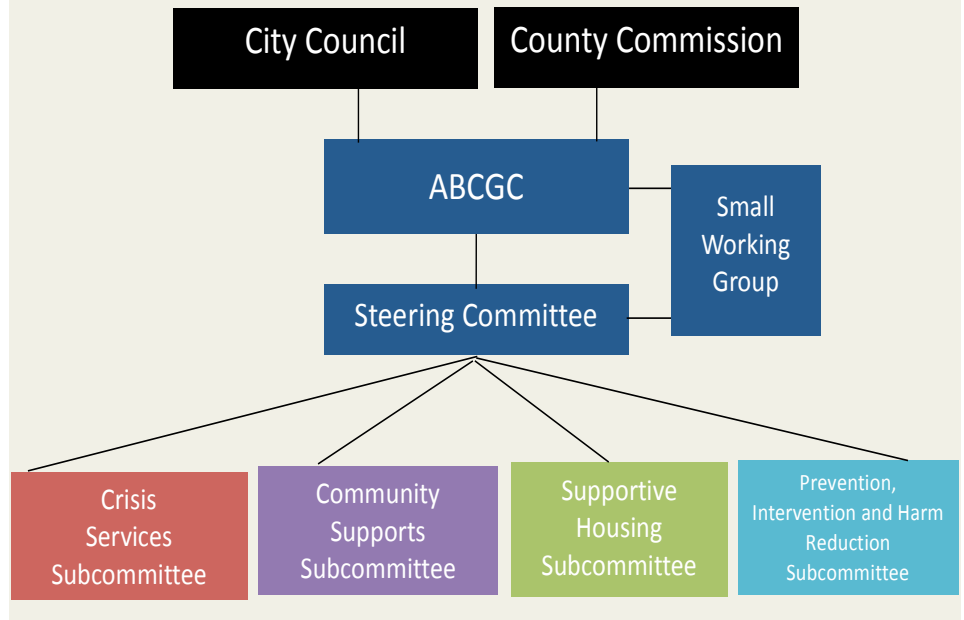 City Council
County Commission
ABCGC
Small
Working
Group
Steering Committee
Crisis
Services
Subcommittee
Community
Supports
Subcommittee
Supportive
Housing
Subcommittee
Prevention,
Intervention and Harm
Reduction
Subcommittee